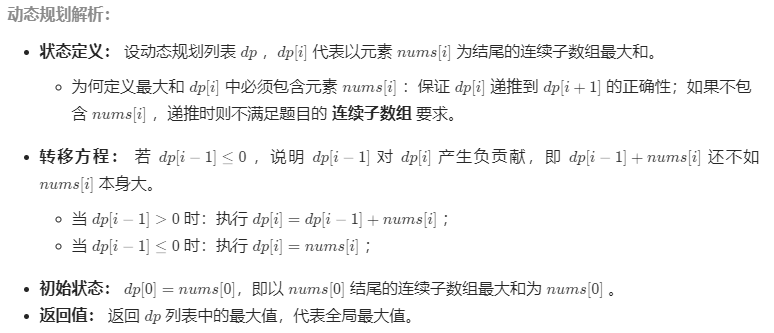 动态规划解析：
• 状态定义： 设动态规划列表 dp ，dp[i] 代表以元素 nums[i] 为结尾的连续子数组最大和。
◦ 为何定义最大和 dp[i] 中必须包含元素 nums[i] ：保证 dp[i] 递推到 dp[i+1] 的正确性；如果不包
含 nums[i] ，递推时则不满足题目的 连续子数组 要求。
• 转移方程： 若 dp[i−1] ≤ 0 ，说明 dp[i−1] 对 dp[i] 产生负贡献，即 dp[i−1] + nums[i] 还不如
nums[i] 本身大。
◦ 当 dp[i−1] > 0 时：执行 dp[i] = dp[i−1] + nums[i] ；
◦ 当 dp[i−1] ≤ 0 时：执行 dp[i] = nums[i] ；
• 初始状态： dp[0] = nums[0]，即以 nums[0] 结尾的连续子数组最大和为 nums[0] 。
• 返回值： 返回 dp 列表中的最大值，代表全局最大值。